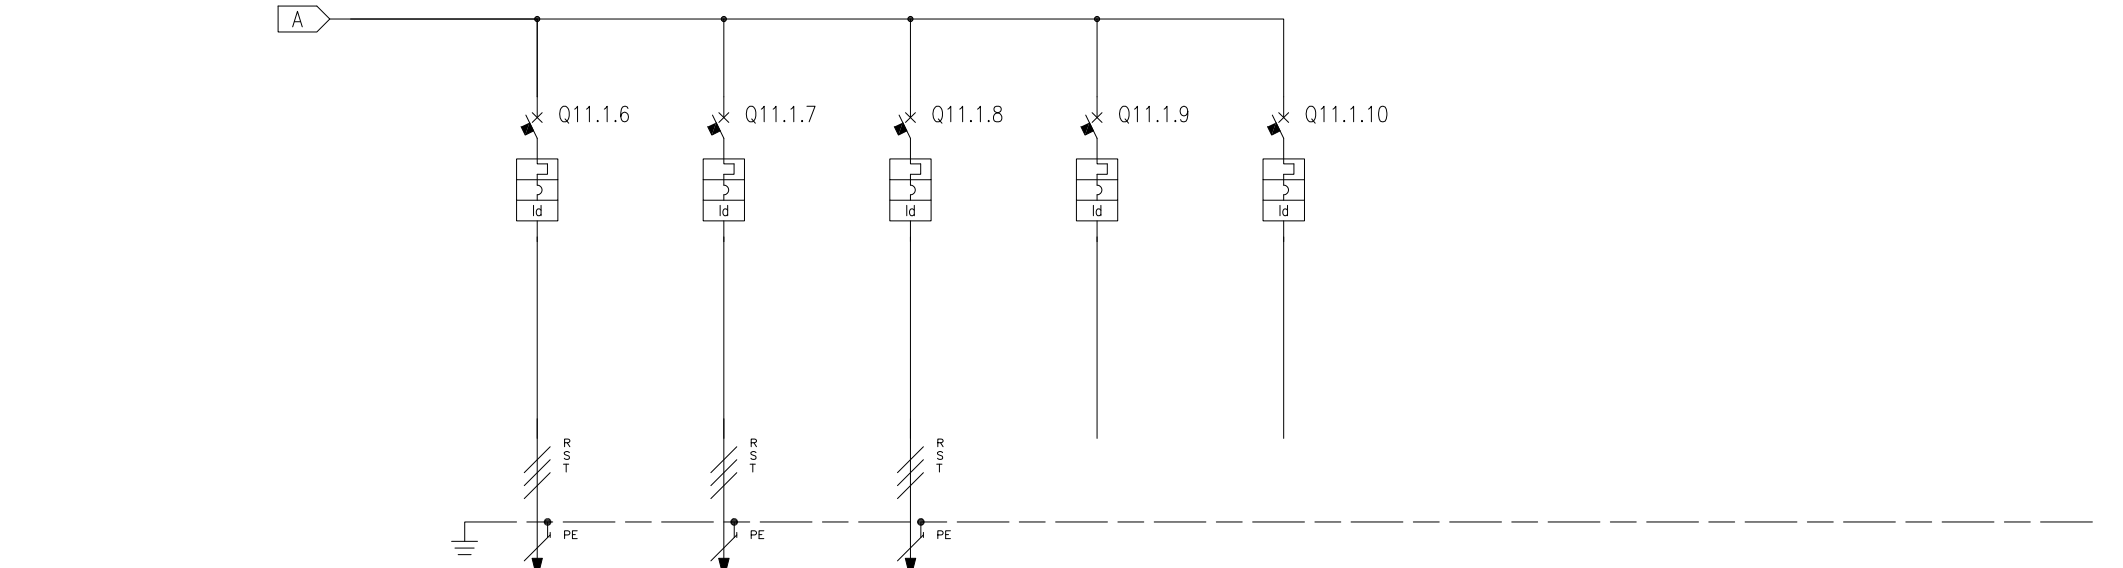 A
Q11.1.6 Q11.1.7 Q11.1.8 Q11.1.9 Q11.1.10
Id Id Id Id Id
R R R
S S S
T T T
PE PE PE